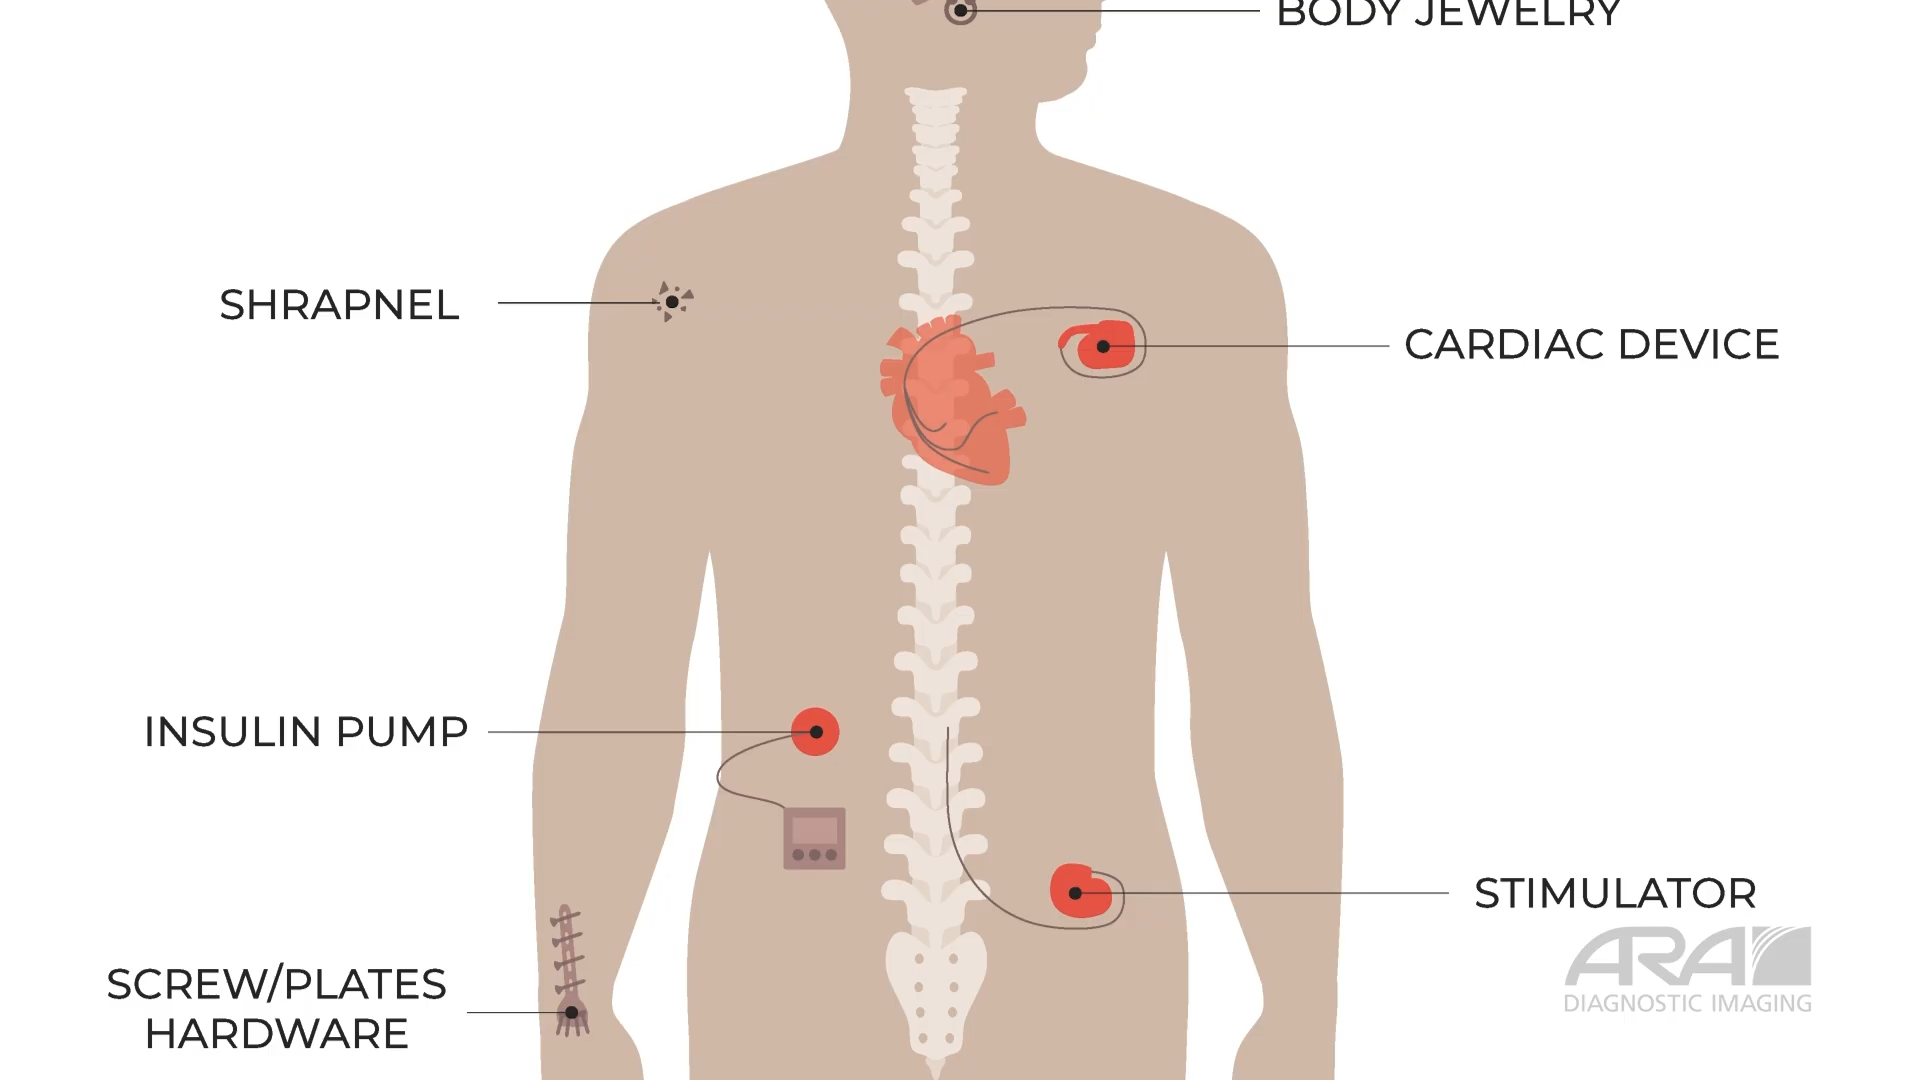 BODY JEWELRY
SHRAPNEL
CARDIAC DEVICE
INSULIN PUMP
STIMULATOR
SCREW/PLATES
HARDWARE
ARA
DIAGNOSTIC IMAGING